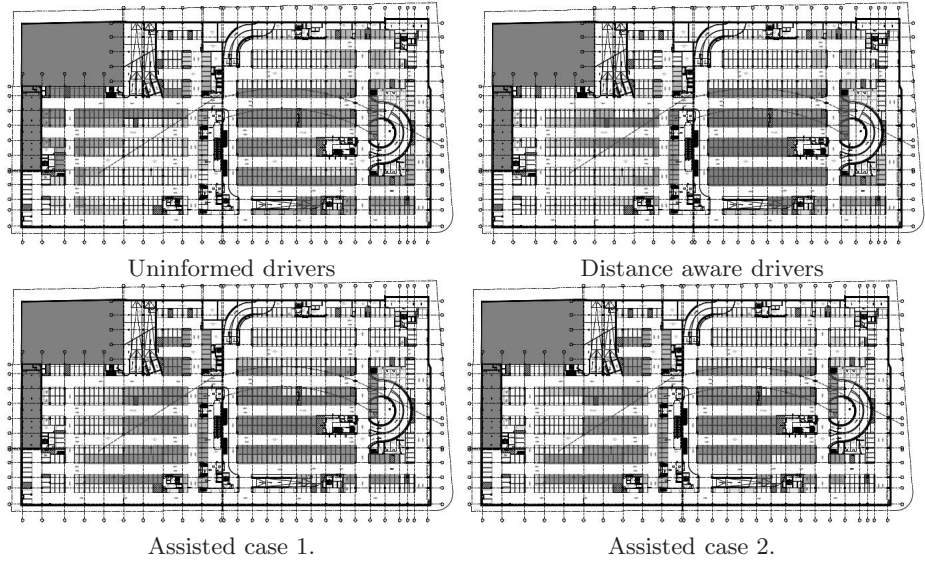 Uninformed drivers
Distance aware drivers
Assisted case 1.
Assisted case 2.